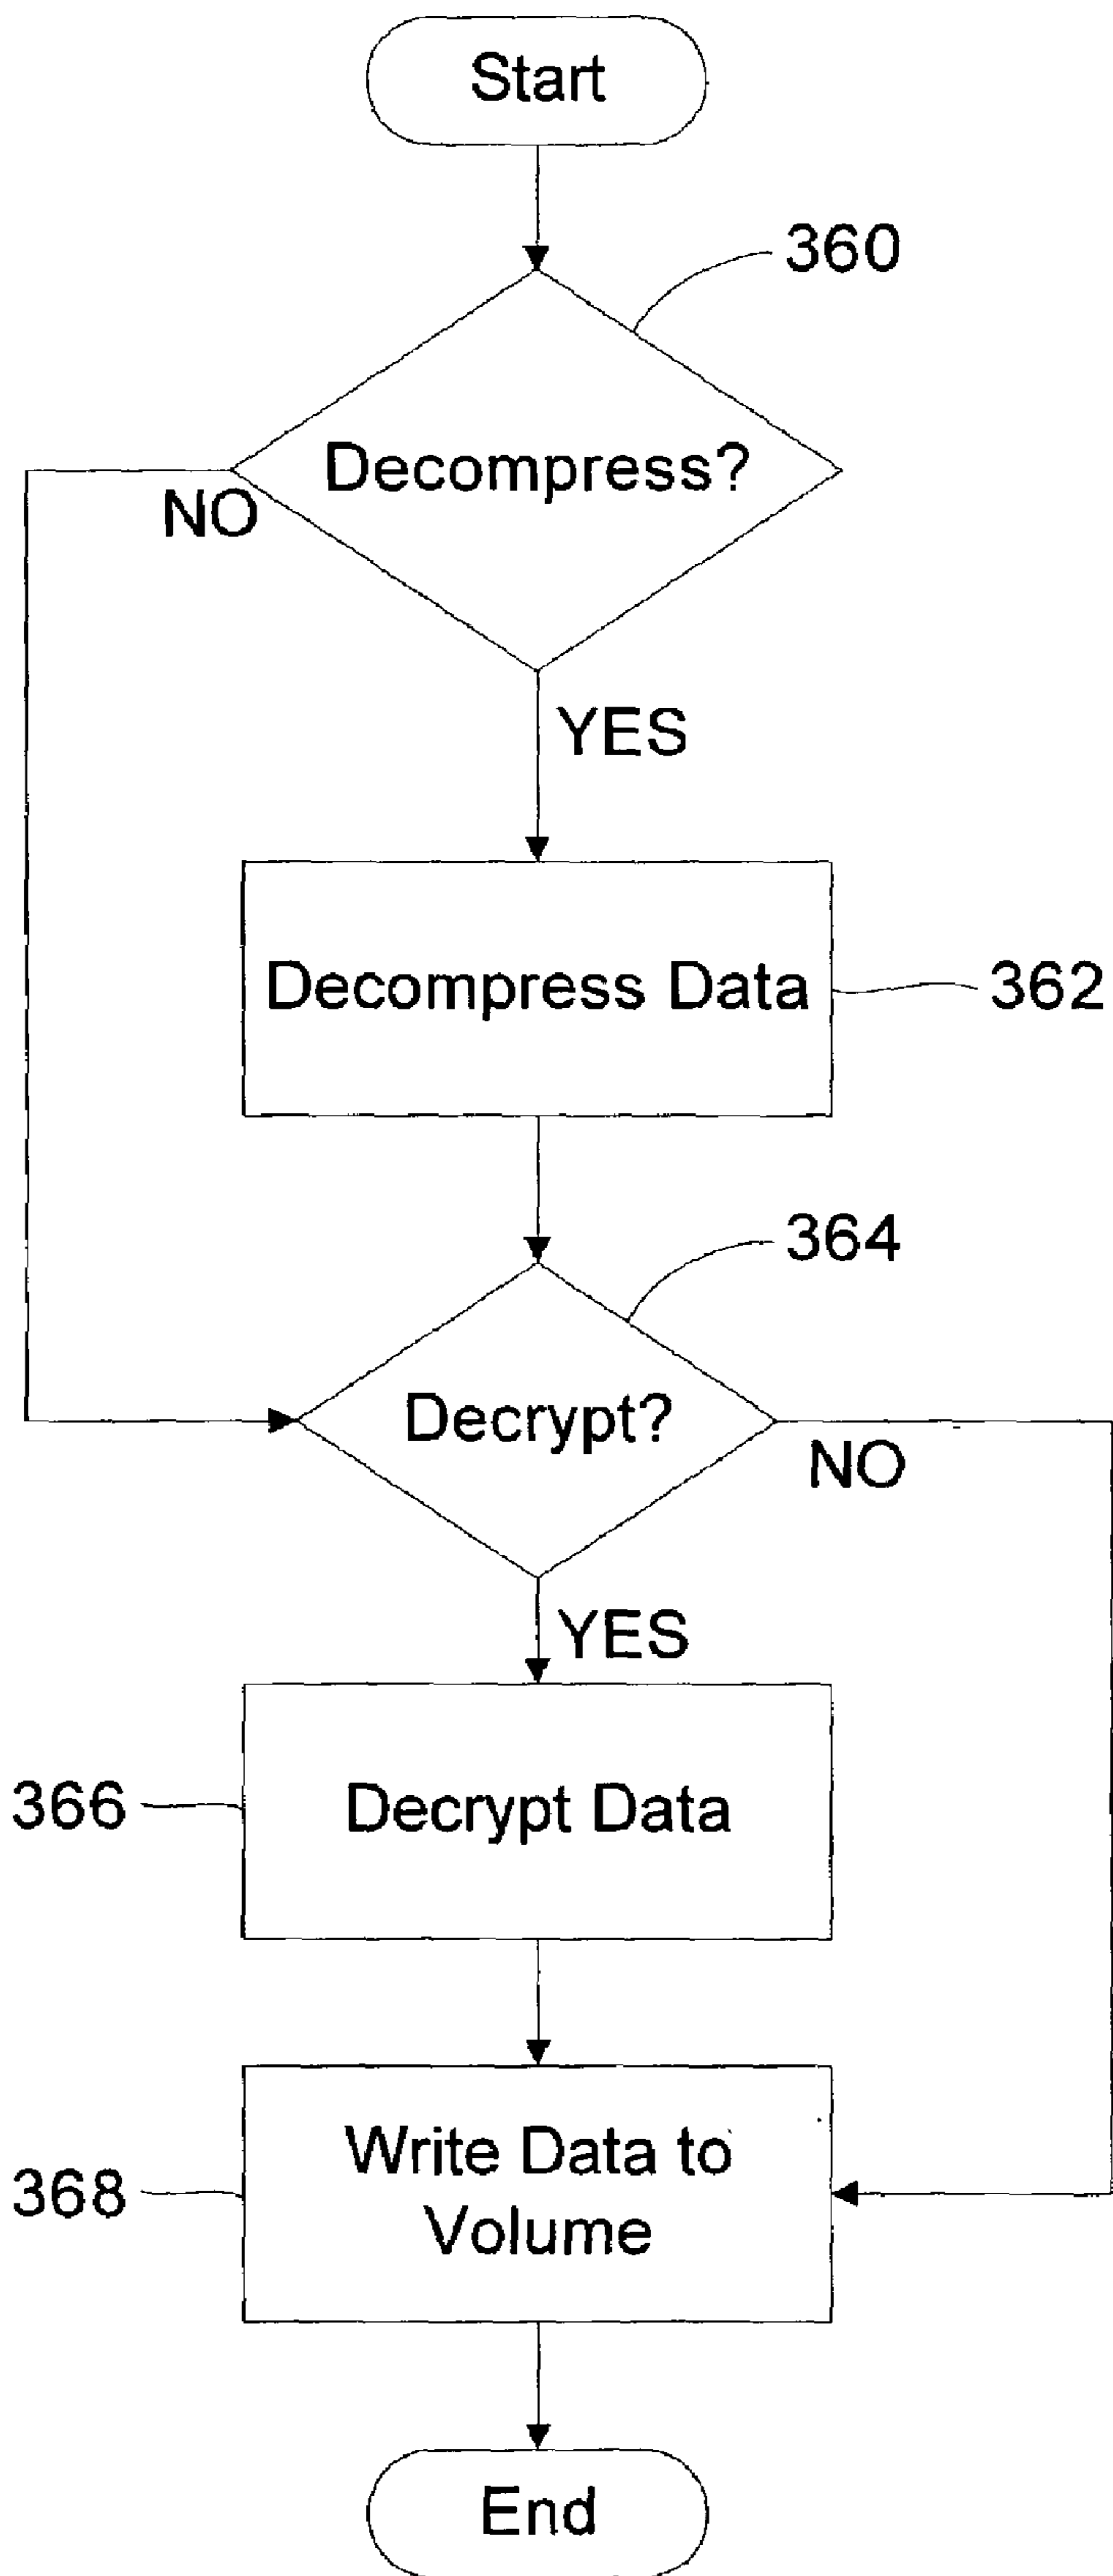 Start
360
Decompress?
NO
YES
Decompress Data
362
364
Decrypt?
NO
YES
366
Decrypt Data
Write Data to
368
Volume
End